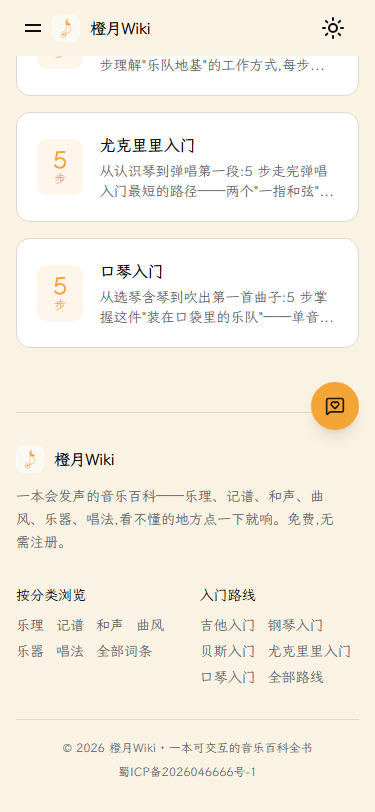 橙月Wiki
步理解"乐队地基"的工作方式,每步...
5
步
尤克里里入门
从认识琴到弹唱第一段:5 步走完弹唱
入门最短的路径——两个"一指和弦"...
5
步
口琴入门
从选琴含琴到吹出第一首曲子:5 步掌
握这件"装在口袋里的乐队"——单音...
橙月Wiki
一本会发声的音乐百科——乐理、记谱、和声、曲
风、乐器、唱法,看不懂的地方点一下就响。免费,无
需注册。
按分类浏览
乐理 记谱 和声 曲风
乐器 唱法 全部词条
入门路线
吉他入门 钢琴入门
贝斯入门 尤克里里入门
口琴入门 全部路线
© 2026 橙月Wiki · 一本可交互的音乐百科全书
蜀ICP备2026046666号-1